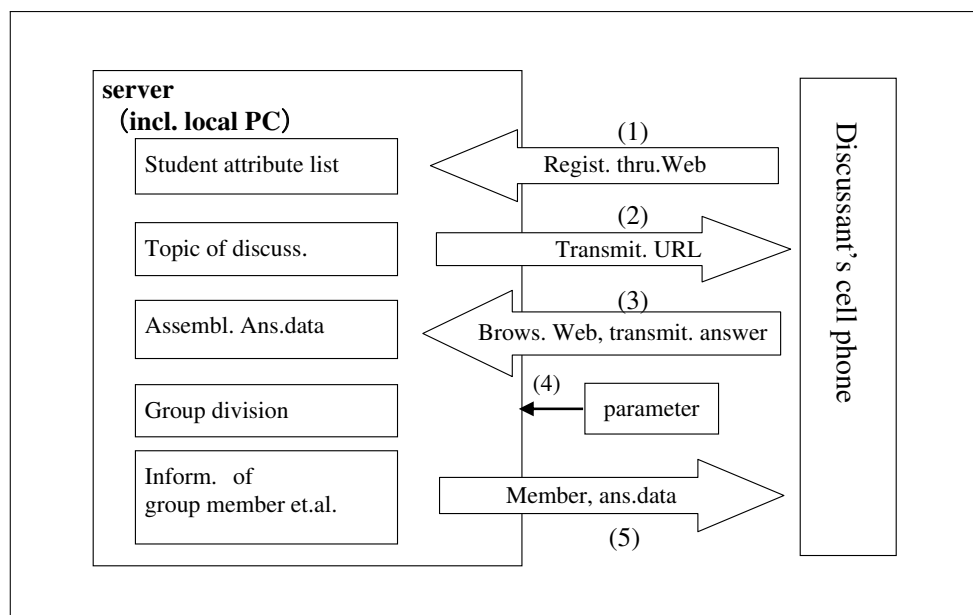 server
（incl. local PC）
Student attribute list
(1)
Regist. thru.Web
Topic of discuss.
(2)
Transmit. URL
Assembl. Ans.data
(3)
Brows. Web, transmit. answer
Group division
(4)
parameter
Inform. of
group member et.al.
Member, ans.data
(5)
Discussant’s cell phone